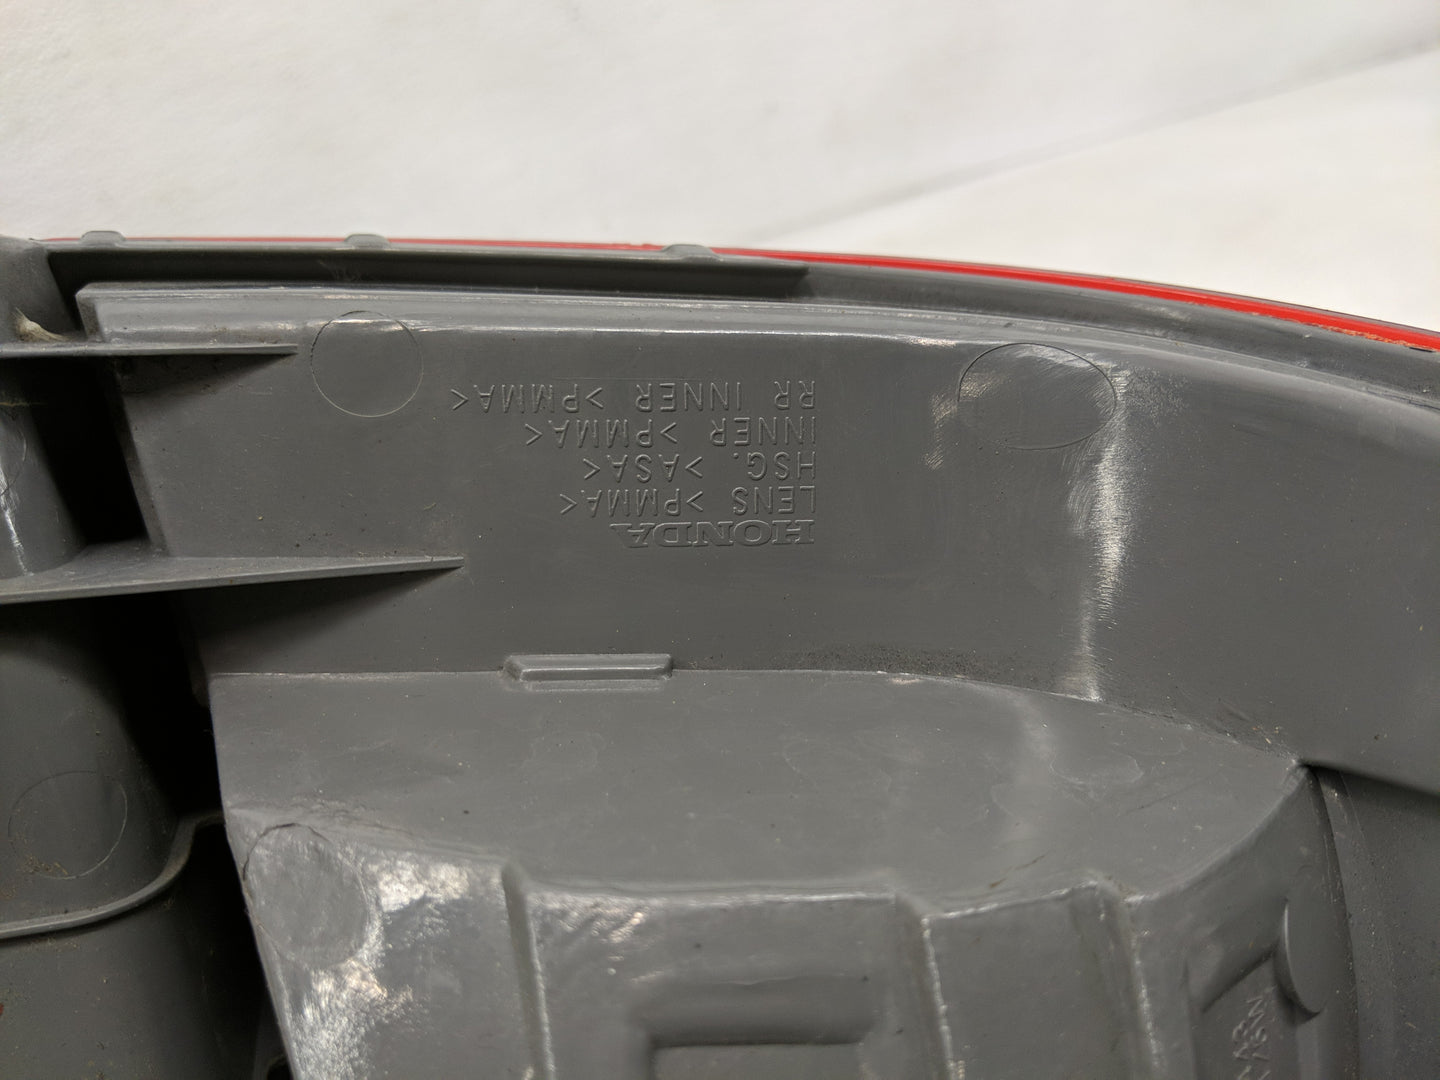 HONDA
LENS >PMMA<
HSG. >ASA<
INNER >PMMA<
RR INNER >PMMA<